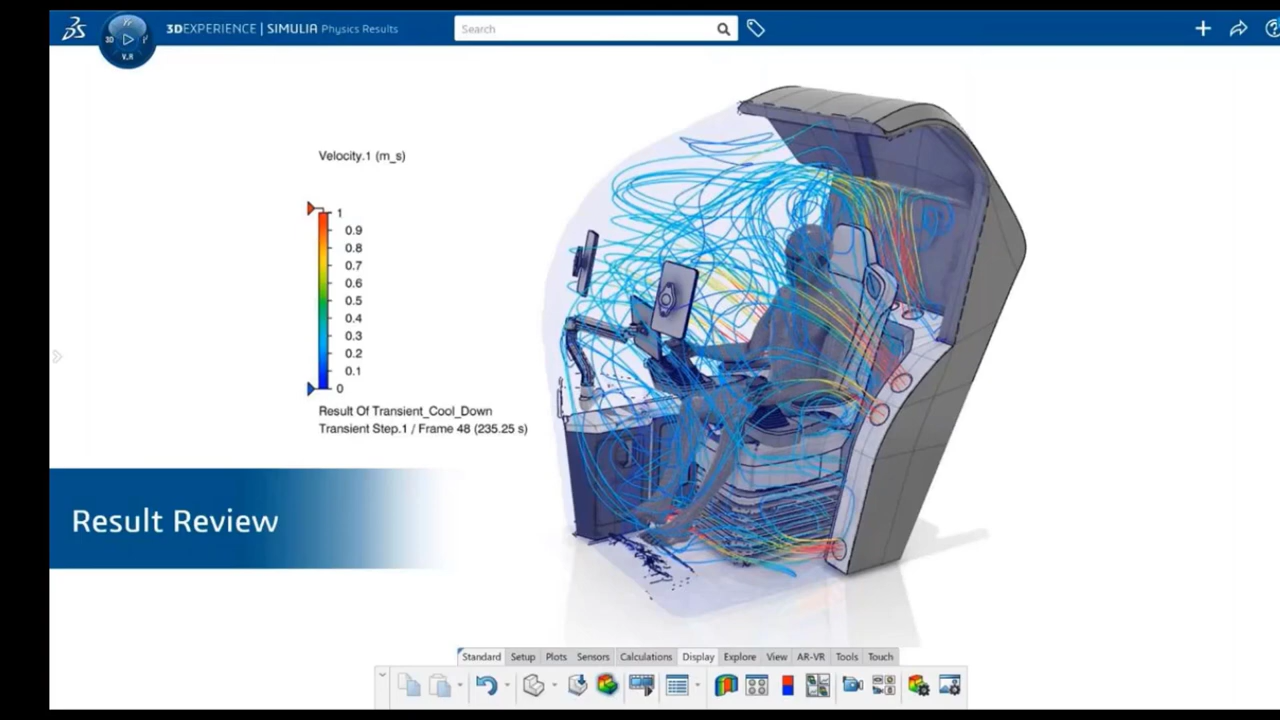 3DEXPERIENCE | SIMULIA Physics Results
Search
3D
V.R
Velocity.1 (m_s)
1
0.9
0.8
0.7
0.6
0.5
0.4
0.3
0.2
0.1
0
Result Of Transient_Cool_Down
Transient Step.1 / Frame 48 (235.25 s)
Result Review
Standard Setup Plots Sensors Calculations Display Explore View AR-VR Tools Touch